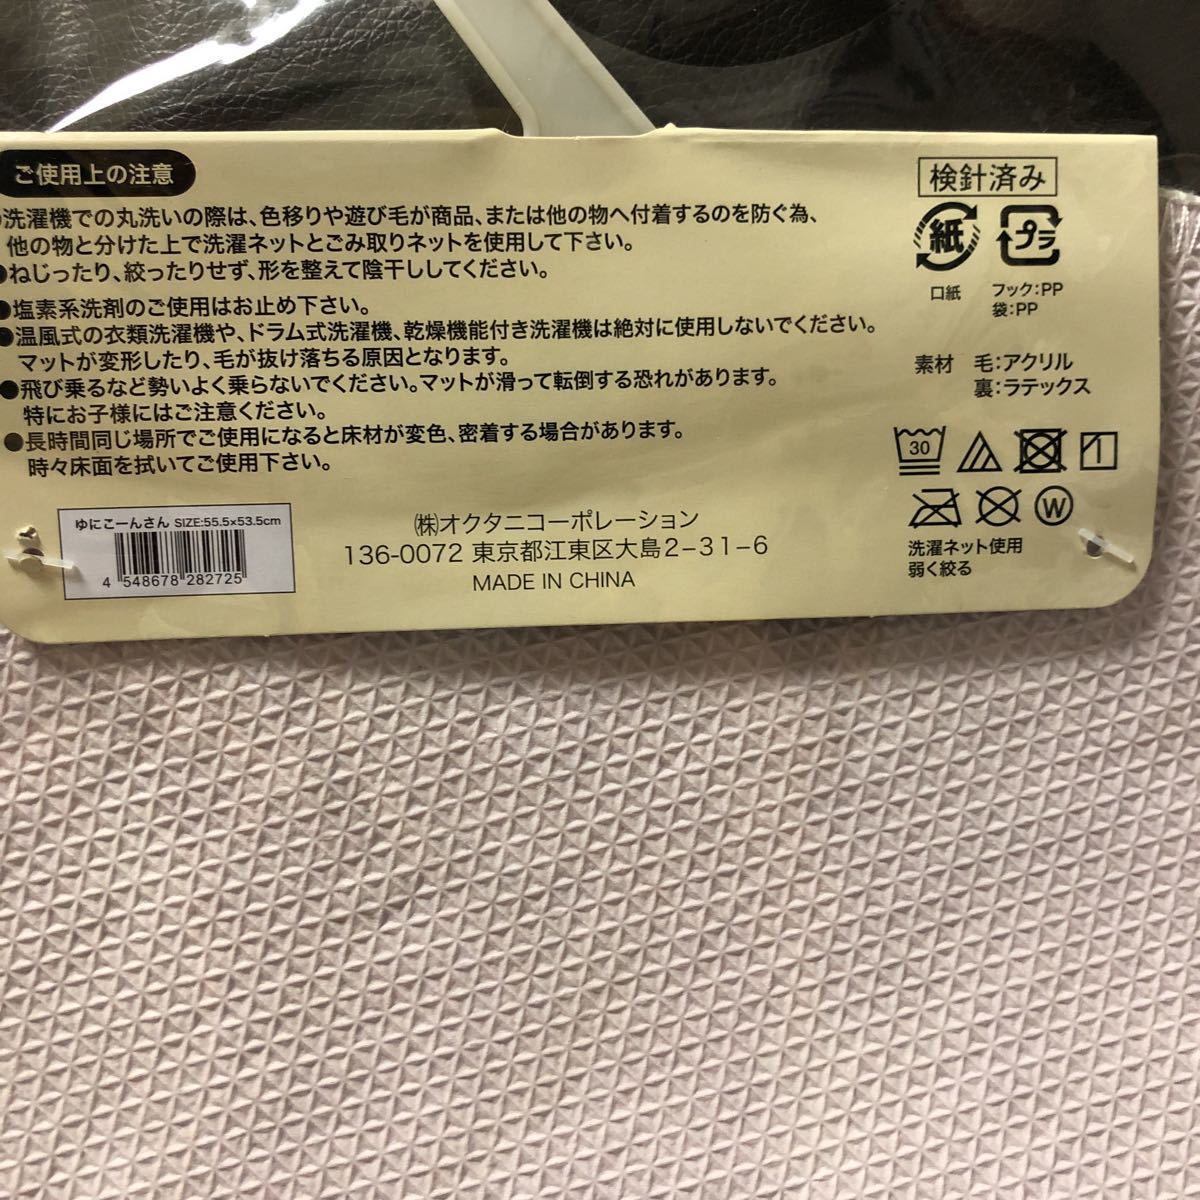 ご使用上の注意
●洗濯機での丸洗いの際は、色移りや遊び毛が商品、または他の物へ付着するのを防ぐ為、
他の物と分けた上で洗濯ネットとごみ取りネットを使用して下さい。
●ねじったり、絞ったりせず、形を整えて陰干ししてください。
●塩素系洗剤のご使用はお止め下さい。
●温風式の衣類洗濯機や、ドラム式洗濯機、乾燥機能付き洗濯機は絶対に使用しないでください。
マットが変形したり、毛が抜け落ちる原因となります。
●飛び乗るなど勢いよく乗らないでください。マットが滑って転倒する恐れがあります。
特にお子様にはご注意ください。
●長時間同じ場所でご使用になると床材が変色、密着する場合があります。
時々床面を拭いてご使用下さい。
検針済み
紙 プラ
口紙 フック:PP
袋:PP
素材 毛:アクリル
裏:ラテックス
30
W
洗濯ネット使用
弱く絞る
ゆにこーんさん SIZE:55.5×53.5cm
4 548678 282725
㈱オクタニコーポレーション
136-0072 東京都江東区大島2-31-6
MADE IN CHINA